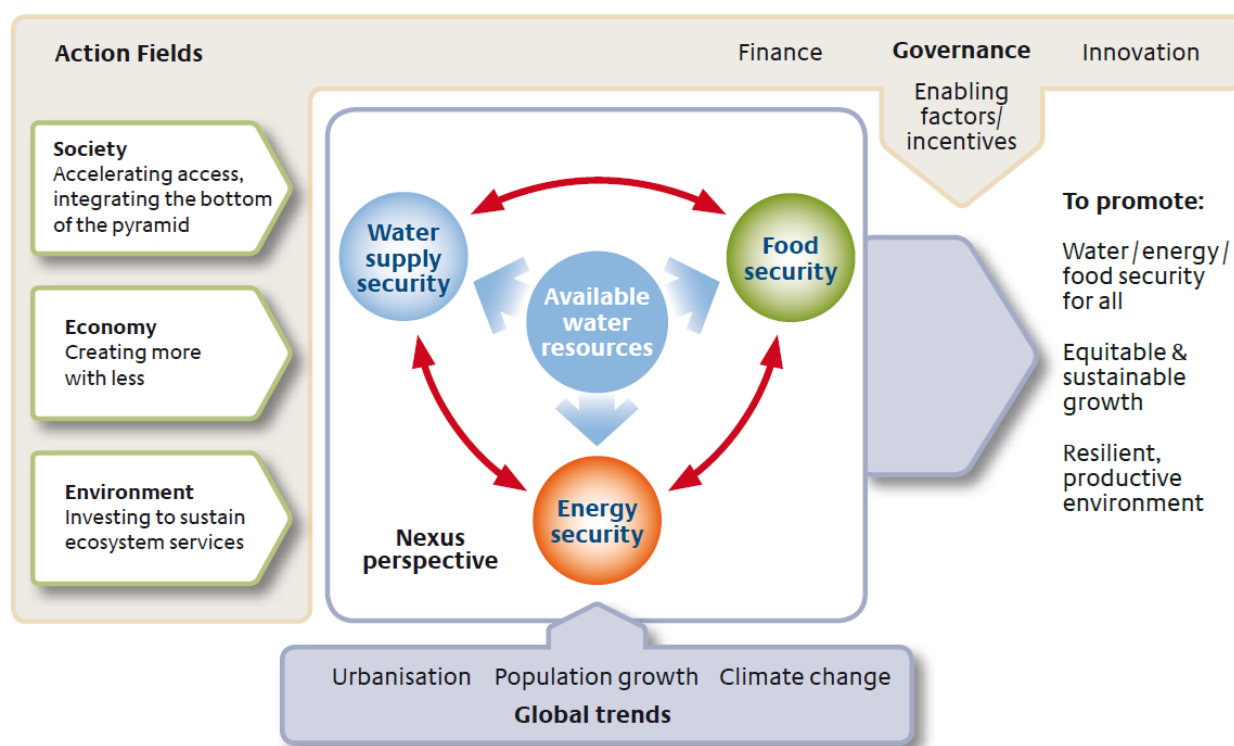 Action Fields
Finance
Governance
Innovation
Enabling
factors/
incentives
Society
Accelerating access,
integrating the bottom
of the pyramid
Economy
Creating more
with less
Environment
Investing to sustain
ecosystem services
Water
supply
security
Food
security
Available
water
resources
Energy
security
Nexus
perspective
To promote:
Water / energy /
food security
for all
Equitable &
sustainable
growth
Resilient,
productive
environment
Urbanisation
Population growth
Climate change
Global trends